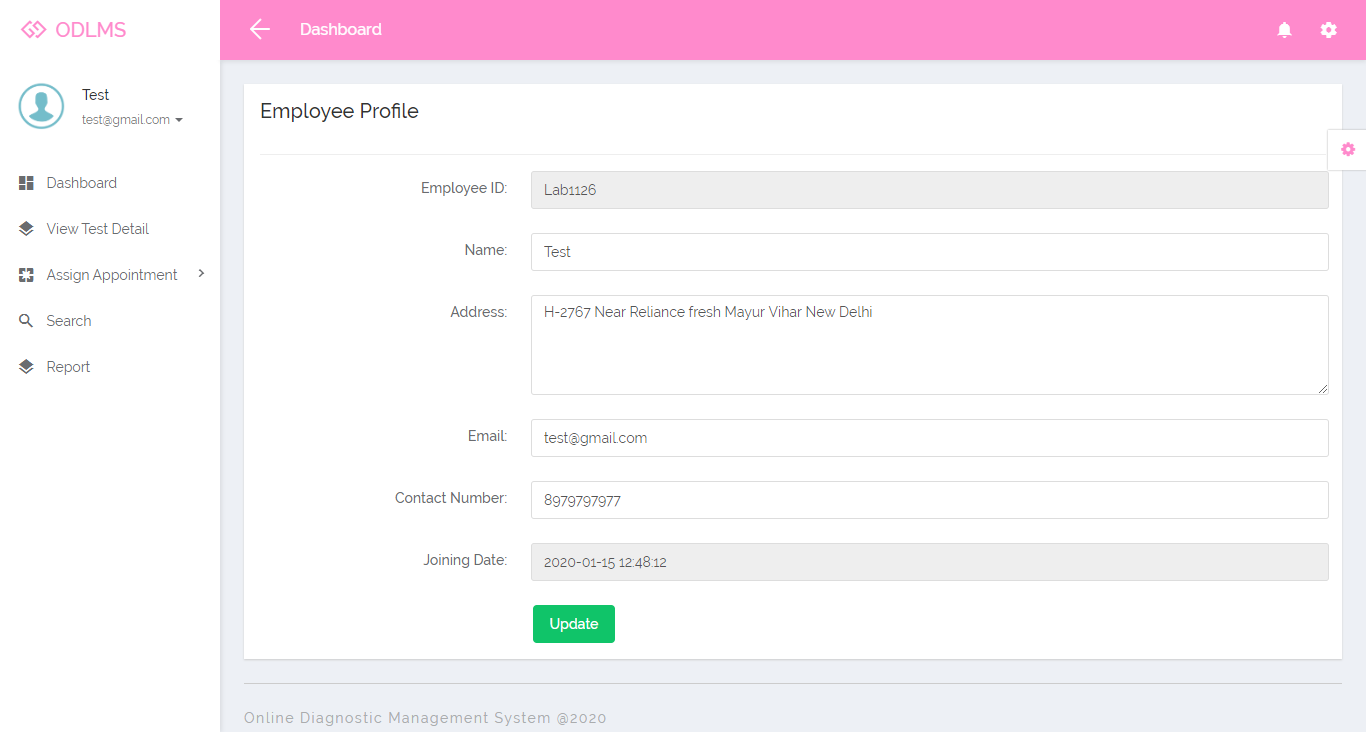 ODLMS
Dashboard
Test
test@gmail.com
Dashboard
View Test Detail
Assign Appointment
Search
Report
Employee Profile
Employee ID: Lab1126
Name: Test
Address: H-2767 Near Reliance fresh Mayur Vihar New Delhi
Email: test@gmail.com
Contact Number: 8979797977
Joining Date: 2020-01-15 12:48:12
Update
Online Diagnostic Management System @2020